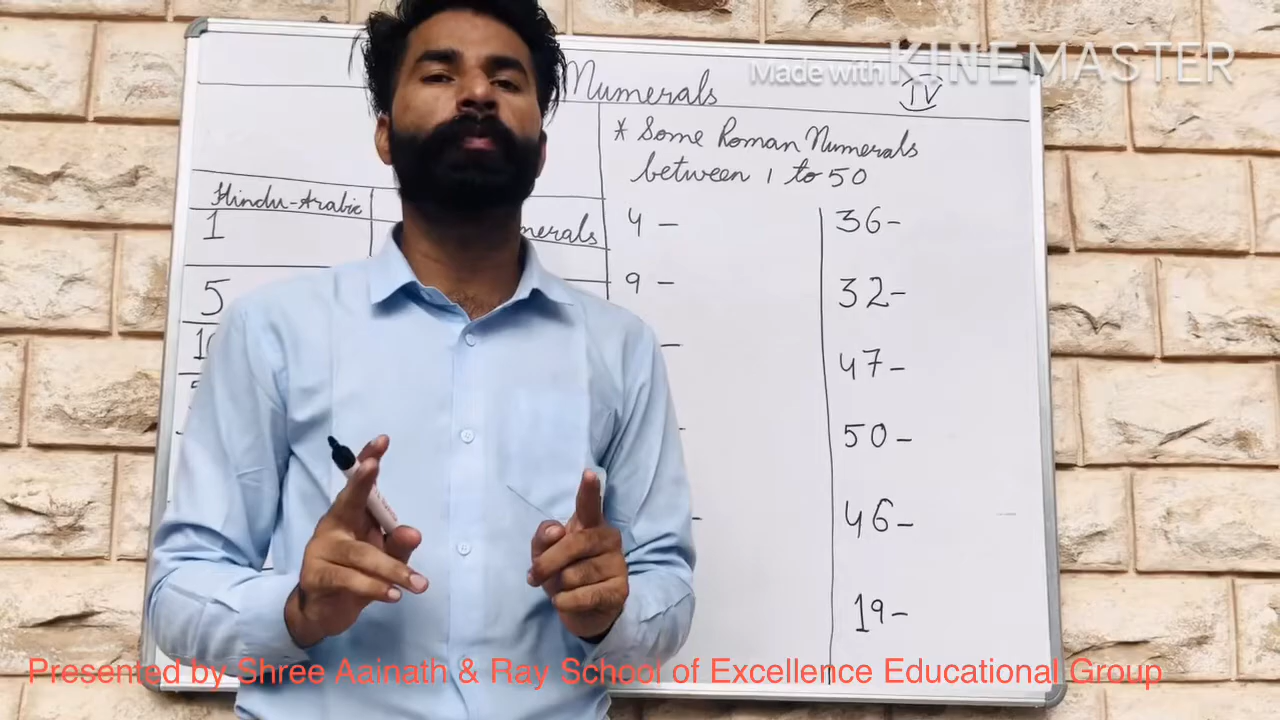 Numerals
IV
Made with KINEMASTER
* Some Roman Numerals
between 1 to 50
Hindu-Arabic
1
5
4 -
9 -
36-
32-
47-
50-
46-
19-
Presented by Shree Aainath & Ray School of Excellence Educational Group